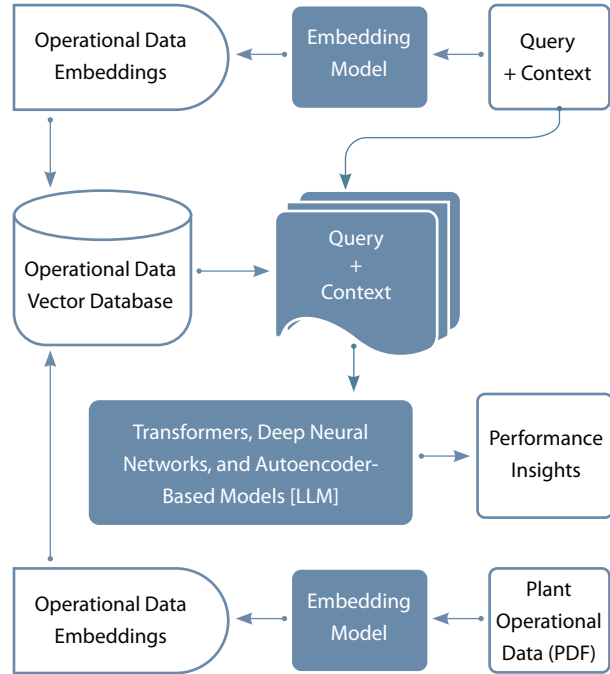 Operational Data
Embeddings
Embedding
Model
Query
+ Context
Operational Data
Vector Database
Query
+
Context
Transformers, Deep Neural
Networks, and Autoencoder-
Based Models [LLM]
Performance
Insights
Operational Data
Embeddings
Embedding
Model
Plant
Operational
Data (PDF)